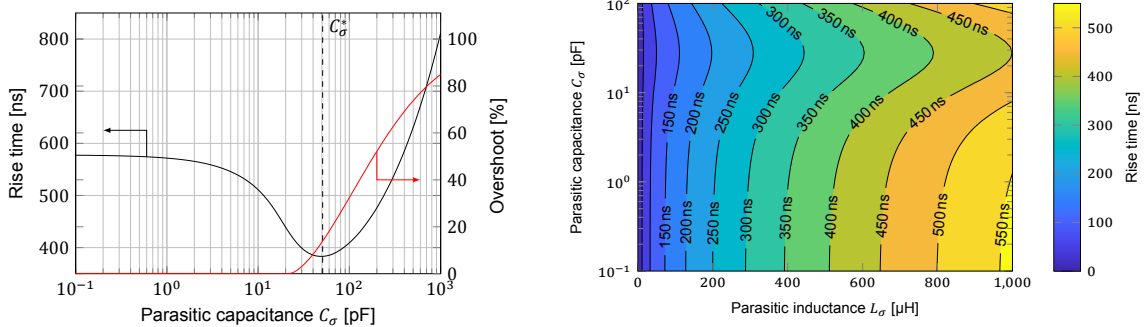 800
700
600
500
400
Rise time [ns]
100
80
60
40
20
0
Overshoot [%]
C*σ
10⁻¹
10⁰
10¹
10²
10³
Parasitic capacitance Cσ [pF]
10²
10¹
10⁰
10⁻¹
Parasitic capacitance Cσ [pF]
300 ns
350 ns
400 ns
450 ns
150 ns
200 ns
250 ns
300 ns
350 ns
400 ns
450 ns
150 ns
200 ns
250 ns
300 ns
350 ns
400 ns
450 ns
500 ns
550 ns
0
200
400
600
800
1,000
Parasitic inductance Lσ [μH]
500
400
300
200
100
0
Rise time [ns]